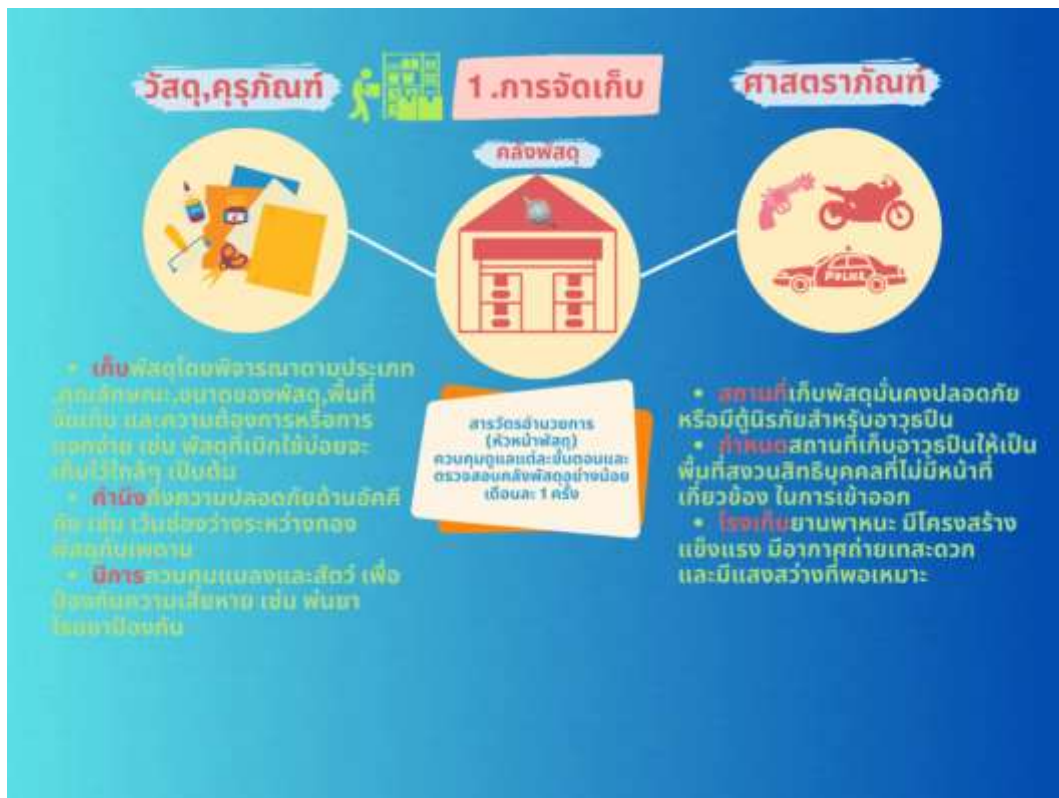 วัสดุ,คุรุภัณฑ์
1.การจัดเก็บ
ศาสตราภัณฑ์
คลังพัสดุ
POLICE
• เก็บพัสดุโดยพิจารณาตามประเภท
,คุณลักษณะ,ขนาดของพัสดุ,พื้นที่
จัดเก็บ และความต้องการหรือการ
แจกจ่าย เช่น พัสดุที่เบิกใช้บ่อยจะ
เก็บไว้ใกล้ๆ เป็นต้น
• คำนึงถึงความปลอดภัยด้านอัคคี
ภัย เช่น เว้นช่องว่างระหว่างกอง
พัสดุกับเพดาน
• มีการควบคุมแมลงและสัตว์ เพื่อ
ป้องกันความเสียหาย เช่น พ่นยา
โรยยาป้องกัน
สารวัตรอำนวยการ
(หัวหน้าพัสดุ)
ควบคุมดูแลแต่ละขั้นตอนและ
ตรวจสอบคลังพัสดุอย่างน้อย
เดือนละ 1 ครั้ง
• สถานที่เก็บพัสดุมั่นคงปลอดภัย
หรือมีตู้นิรภัยสำหรับอาวุธปืน
• กำหนดสถานที่เก็บอาวุธปืนให้เป็น
พื้นที่สงวนสิทธิบุคคลที่ไม่มีหน้าที่
เกี่ยวข้อง ในการเข้าออก
• โรงเก็บยานพาหนะ มีโครงสร้าง
แข็งแรง มีอากาศถ่ายเทสะดวก
และมีแสงสว่างที่พอเหมาะ